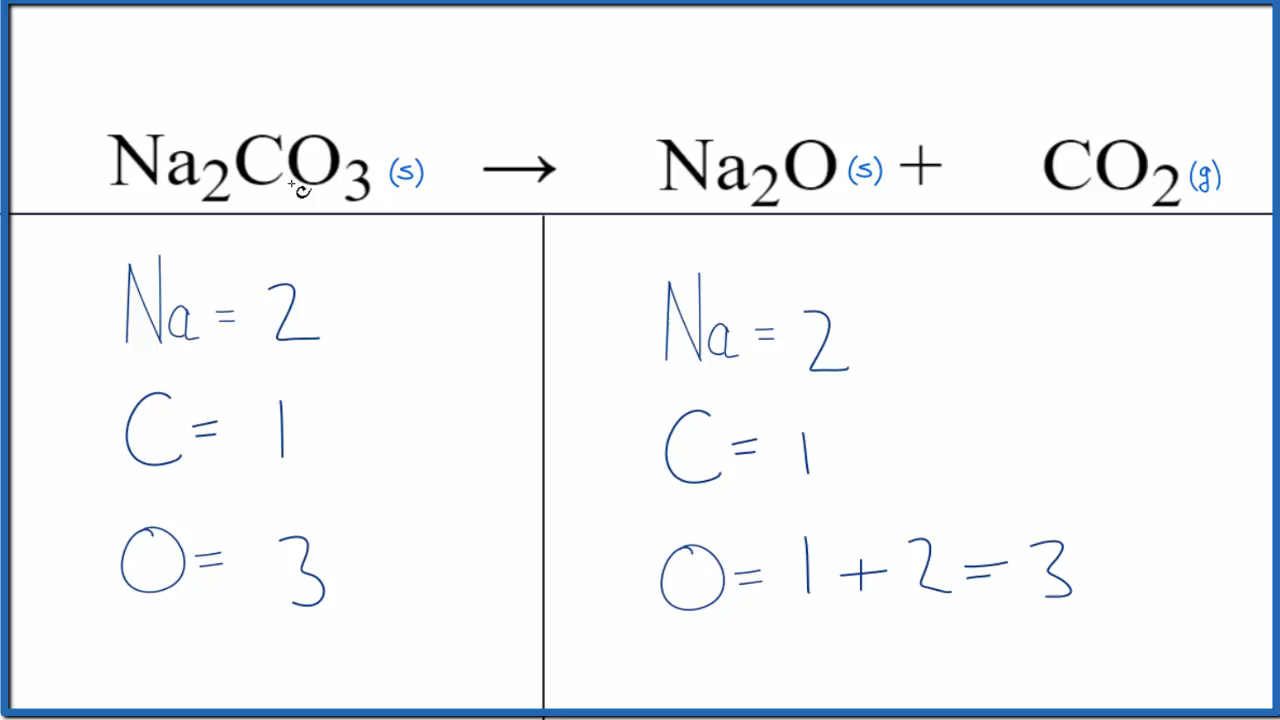 Na₂CO₃ (s) → Na₂O (s) + CO₂ (g)
Na = 2
C = 1
O = 3
Na = 2
C = 1
O = 1 + 2 = 3